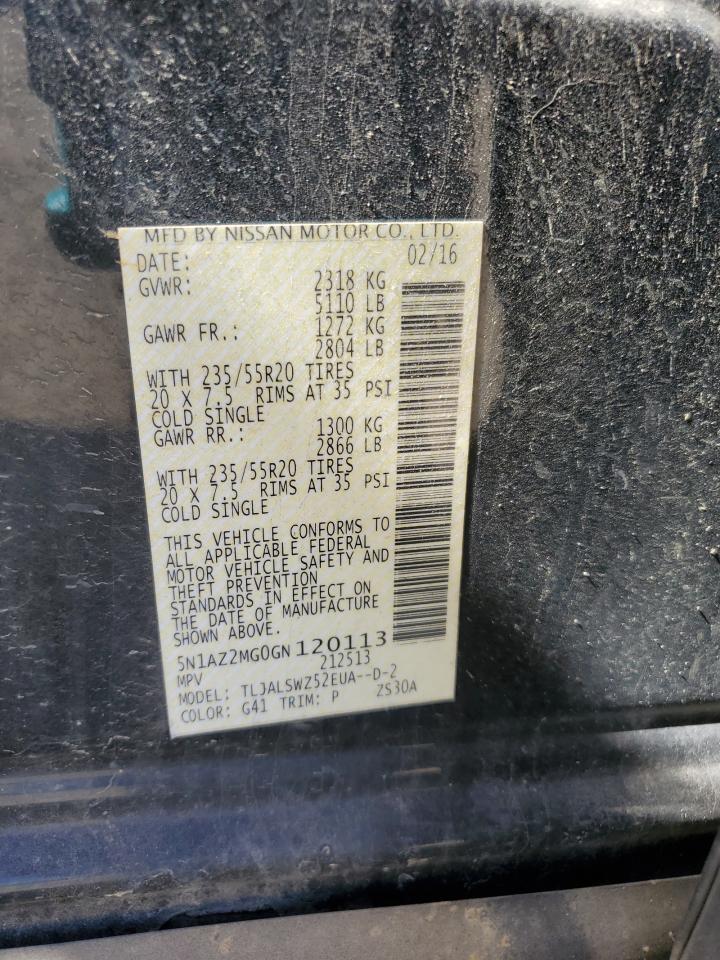 MFD BY NISSAN MOTOR CO., LTD.
DATE: 02/16
GVWR: 2318 KG
5110 LB
GAWR FR.: 1272 KG
2804 LB
WITH 235/55R20 TIRES
20 X 7.5 RIMS AT 35 PSI
COLD SINGLE
GAWR RR.: 1300 KG
2866 LB
WITH 235/55R20 TIRES
20 X 7.5 RIMS AT 35 PSI
COLD SINGLE
THIS VEHICLE CONFORMS TO
ALL APPLICABLE FEDERAL
MOTOR VEHICLE SAFETY AND
THEFT PREVENTION
STANDARDS IN EFFECT ON
THE DATE OF MANUFACTURE
SHOWN ABOVE.
5N1AZ2MG0GN120113
MPV 212513
MODEL: TLJALSWZ52EUA--D-2
COLOR: G41 TRIM: P ZS30A